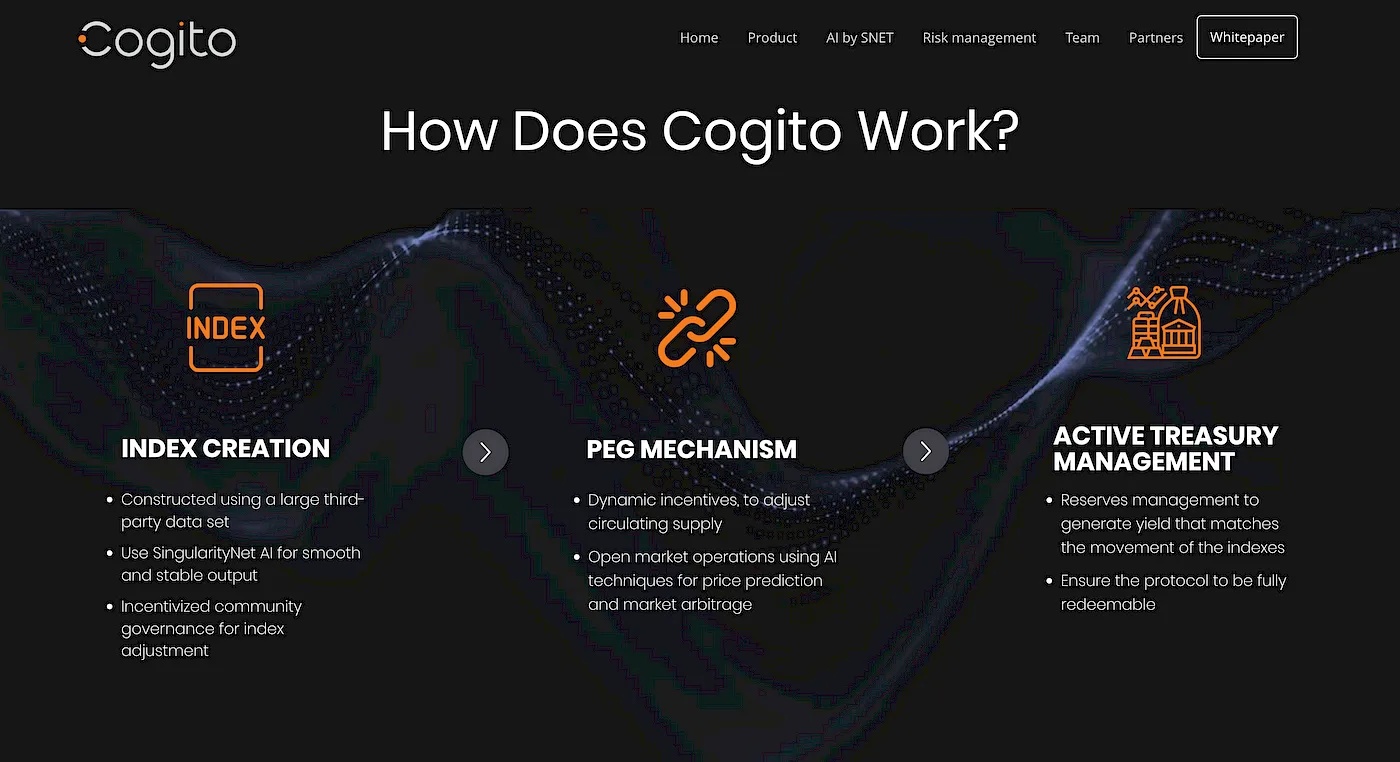 Cogito
Home
Product
AI by SNET
Risk management
Team
Partners
Whitepaper
How Does Cogito Work?
INDEX
INDEX CREATION
• Constructed using a large third-
party data set
• Use SingularityNet AI for smooth
and stable output
• Incentivized community
governance for index
adjustment
PEG MECHANISM
• Dynamic incentives, to adjust
circulating supply
• Open market operations using AI
techniques for price prediction
and market arbitrage
ACTIVE TREASURY
MANAGEMENT
• Reserves management to
generate yield that matches
the movement of the indexes
• Ensure the protocol to be fully
redeemable